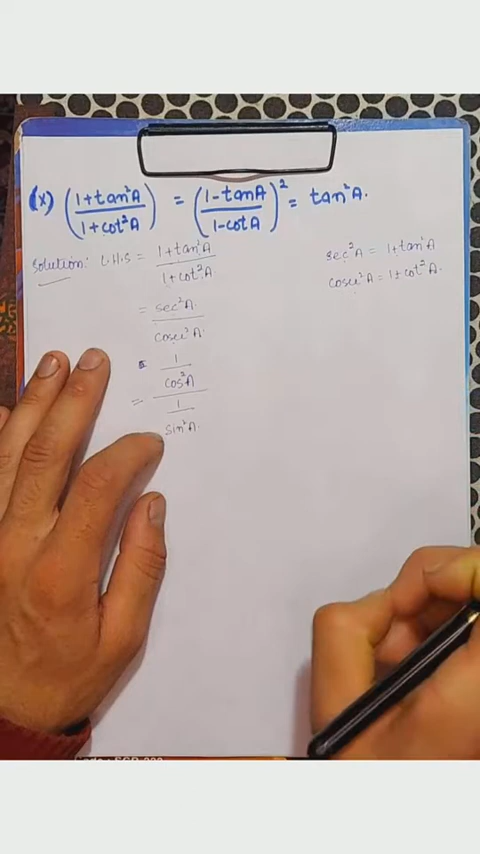 (x) (1+tan²A / 1+cot²A) = (1-tanA / 1-cotA)² = tan²A.
Solution: L.H.S = 1+tan²A / 1+cot²A
sec²A = 1+tan²A
cosec²A = 1+cot²A.
= sec²A. / cosec²A.
= 1/cos²A / 1/sin²A.